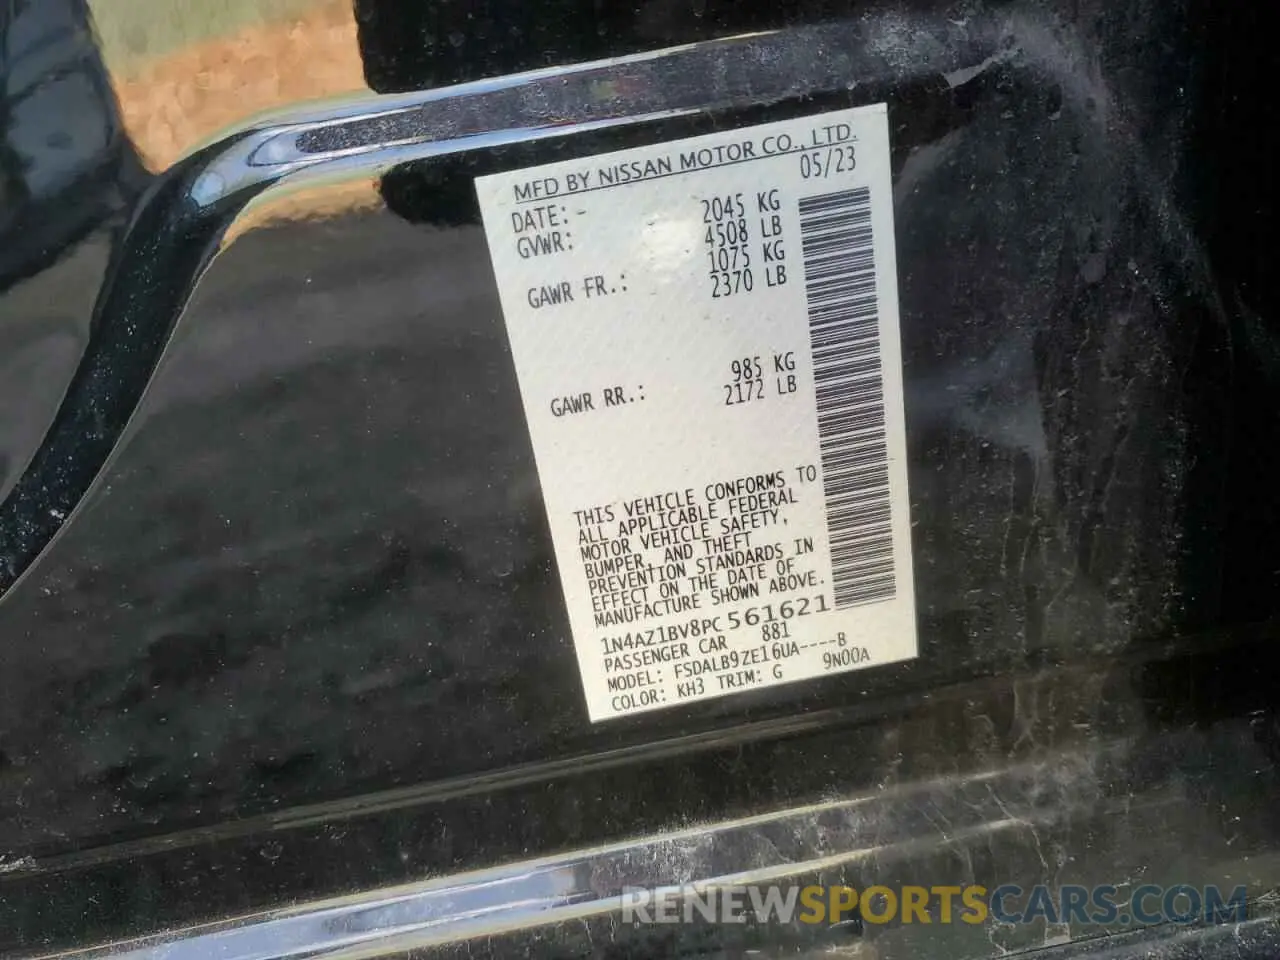 MFD BY NISSAN MOTOR CO., LTD.
DATE:- 05/23
GVWR: 2045 KG
4508 LB
GAWR FR.: 1075 KG
2370 LB
GAWR RR.: 985 KG
2172 LB
THIS VEHICLE CONFORMS TO
ALL APPLICABLE FEDERAL
MOTOR VEHICLE SAFETY,
BUMPER, AND THEFT
PREVENTION STANDARDS IN
EFFECT ON THE DATE OF
MANUFACTURE SHOWN ABOVE.
1N4AZ1BV8PC561621
PASSENGER CAR 881
MODEL: FSDALB9ZE16UA----B
COLOR: KH3 TRIM: G 9N00A
RENEWSPORTSCARS.COM